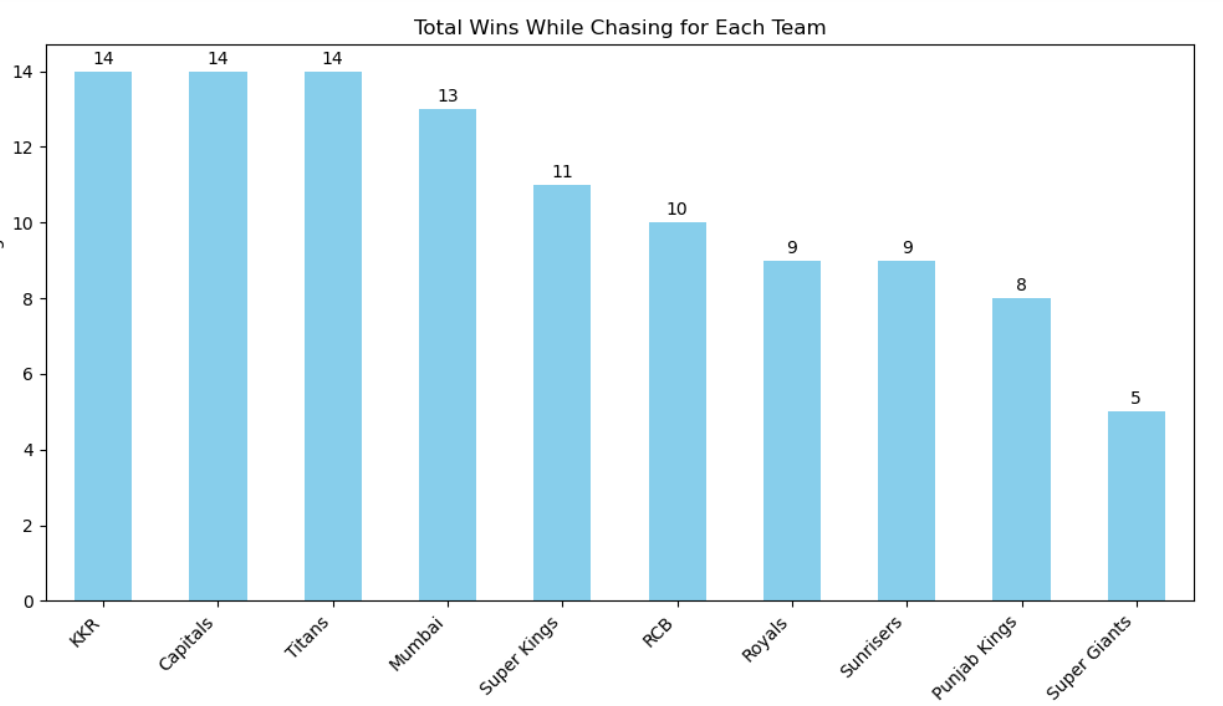 Total Wins While Chasing for Each Team
14 14 14 13 11 10 9 9 8 5
14
12
10
8
6
4
2
0
KKR Capitals Titans Mumbai Super Kings RCB Royals Sunrisers Punjab Kings Super Giants